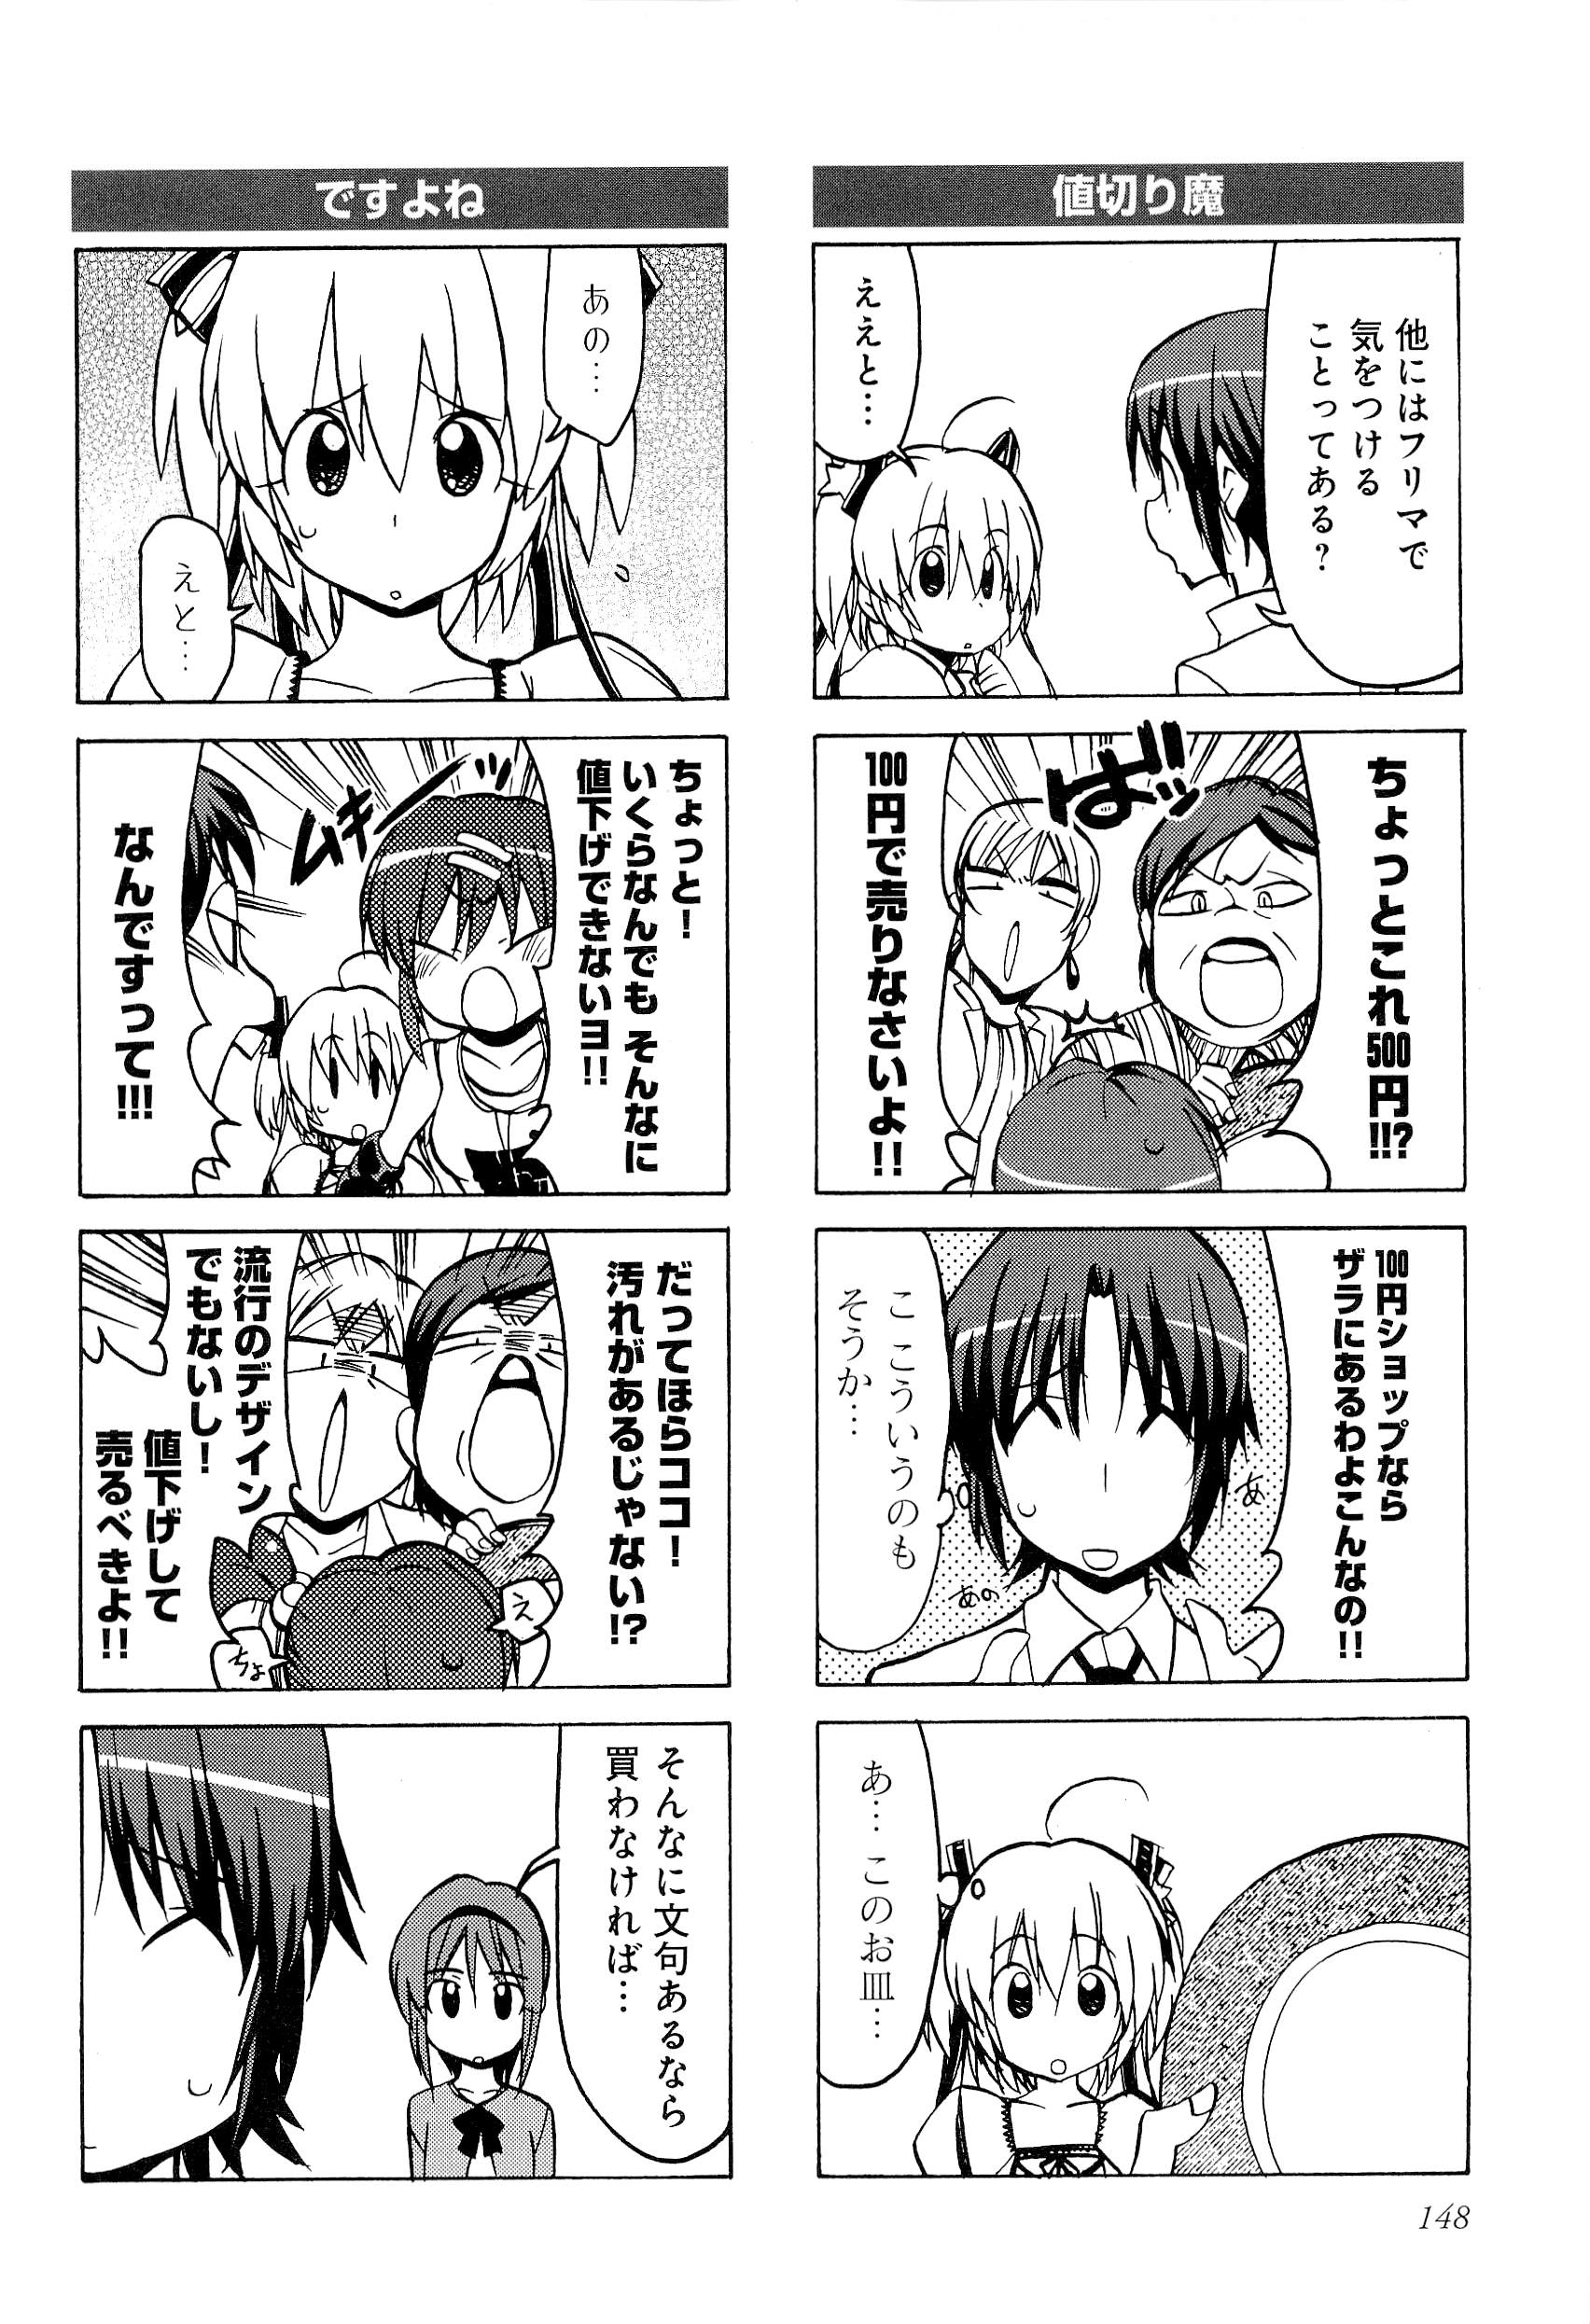 値切り魔
他にはフリマで
気をつける
ことってある?
ええと…
ちょっとこれ500円!!?
ばッ
100円で売りなさいよ!!
100円ショップなら
ザラにあるわよこんなの!!
あ
あの
こ こういうのも
そうか…
あ… このお皿…
ですよね
あの…
えと…
ちょっと!
いくらなんでも そんなに
値下げできないヨ!!
ムキーッ
なんですって!!!
だってほらココ!
汚れがあるじゃない!?
え
ちょ
流行のデザイン
でもないし!
値下げして
売るべきよ!!
そんなに文句あるなら
買わなければ…
148